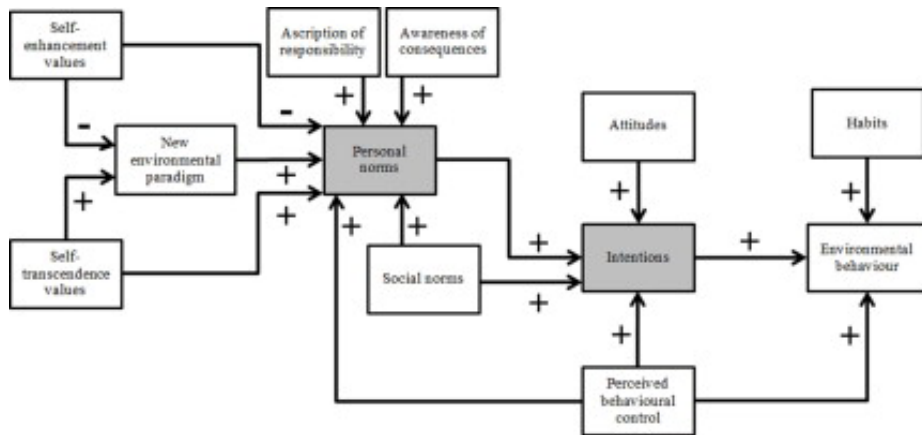 Self-
enhancement
values
Ascription of
responsibility
Awareness of
consequences
+
+
-
-
New
environmental
paradigm
Personal
norms
Attitudes
Habits
+
+
+
+
+
Self-
transcendence
values
+
+
Social norms
+
+
Intentions
+
Environmental
behaviour
+
+
Perceived
behavioural
control